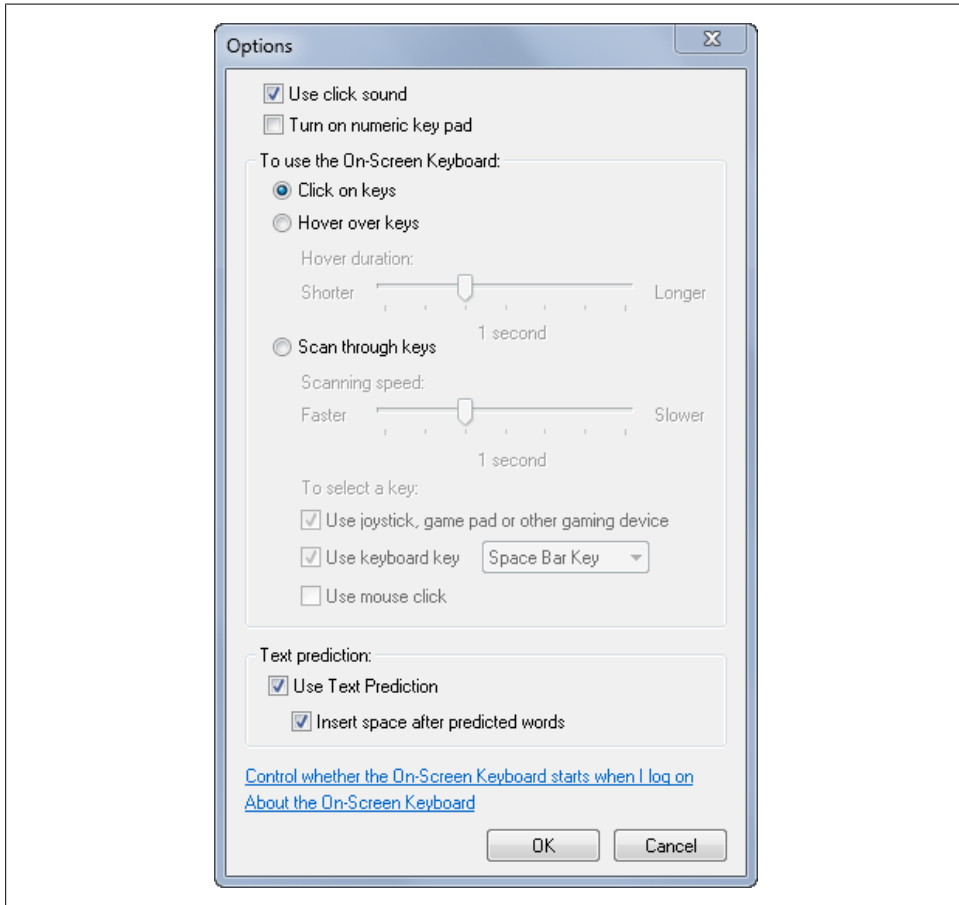 Options
Use click sound
Turn on numeric key pad
To use the On-Screen Keyboard:
Click on keys
Hover over keys
Hover duration:
Shorter Longer
1 second
Scan through keys
Scanning speed:
Faster Slower
1 second
To select a key:
Use joystick, game pad or other gaming device
Use keyboard key Space Bar Key
Use mouse click
Text prediction:
Use Text Prediction
Insert space after predicted words
Control whether the On-Screen Keyboard starts when I log on
About the On-Screen Keyboard
OK Cancel